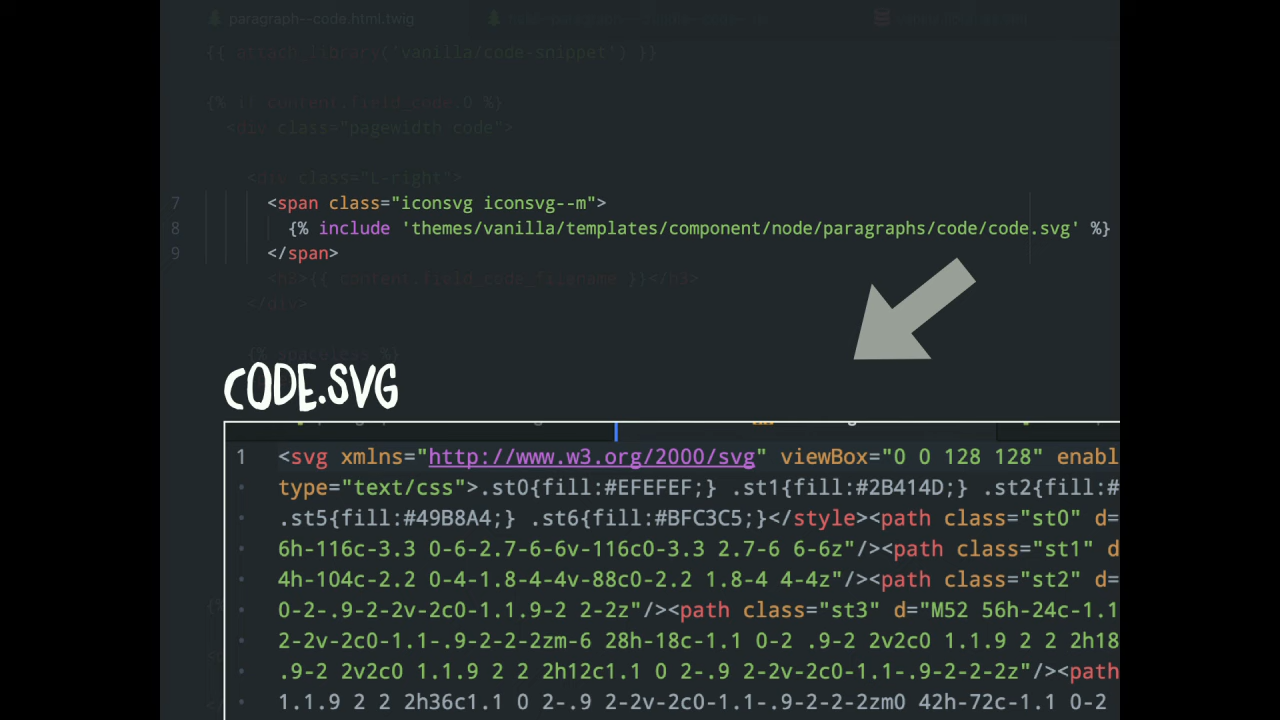 paragraph--code.html.twig
{{ attach_library('vanilla/code-snippet') }}
{% if content.field_code.0 %}
<div class="pagewidth code">
<div class="L-right">
7 <span class="iconsvg iconsvg--m">
8 {% include 'themes/vanilla/templates/component/node/paragraphs/code/code.svg' %}
9 </span>
<h3>{{ content.field_code_filename }}</h3>
</div>
{% spaceless %}
CODE.SVG
1 <svg xmlns="http://www.w3.org/2000/svg" viewBox="0 0 128 128" enabl
type="text/css">.st0{fill:#EFEFEF;} .st1{fill:#2B414D;} .st2{fill:#
.st5{fill:#49B8A4;} .st6{fill:#BFC3C5;}</style><path class="st0" d=
6h-116c-3.3 0-6-2.7-6-6v-116c0-3.3 2.7-6 6-6z"/><path class="st1" d
4h-104c-2.2 0-4-1.8-4-4v-88c0-2.2 1.8-4 4-4z"/><path class="st2" d=
0-2-.9-2-2v-2c0-1.1.9-2 2-2z"/><path class="st3" d="M52 56h-24c-1.1
2-2v-2c0-1.1-.9-2-2-2zm-6 28h-18c-1.1 0-2 .9-2 2v2c0 1.1.9 2 2 2h18
.9-2 2v2c0 1.1.9 2 2 2h12c1.1 0 2-.9 2-2v-2c0-1.1-.9-2-2-2z"/><path
1.1.9 2 2 2h36c1.1 0 2-.9 2-2v-2c0-1.1-.9-2-2-2zm0 42h-72c-1.1 0-2